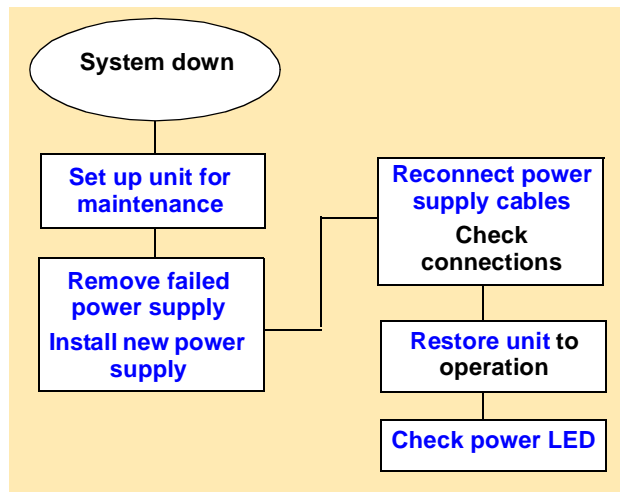 System down
Set up unit for
maintenance
Remove failed
power supply
Install new power
supply
Reconnect power
supply cables
Check
connections
Restore unit to
operation
Check power LED